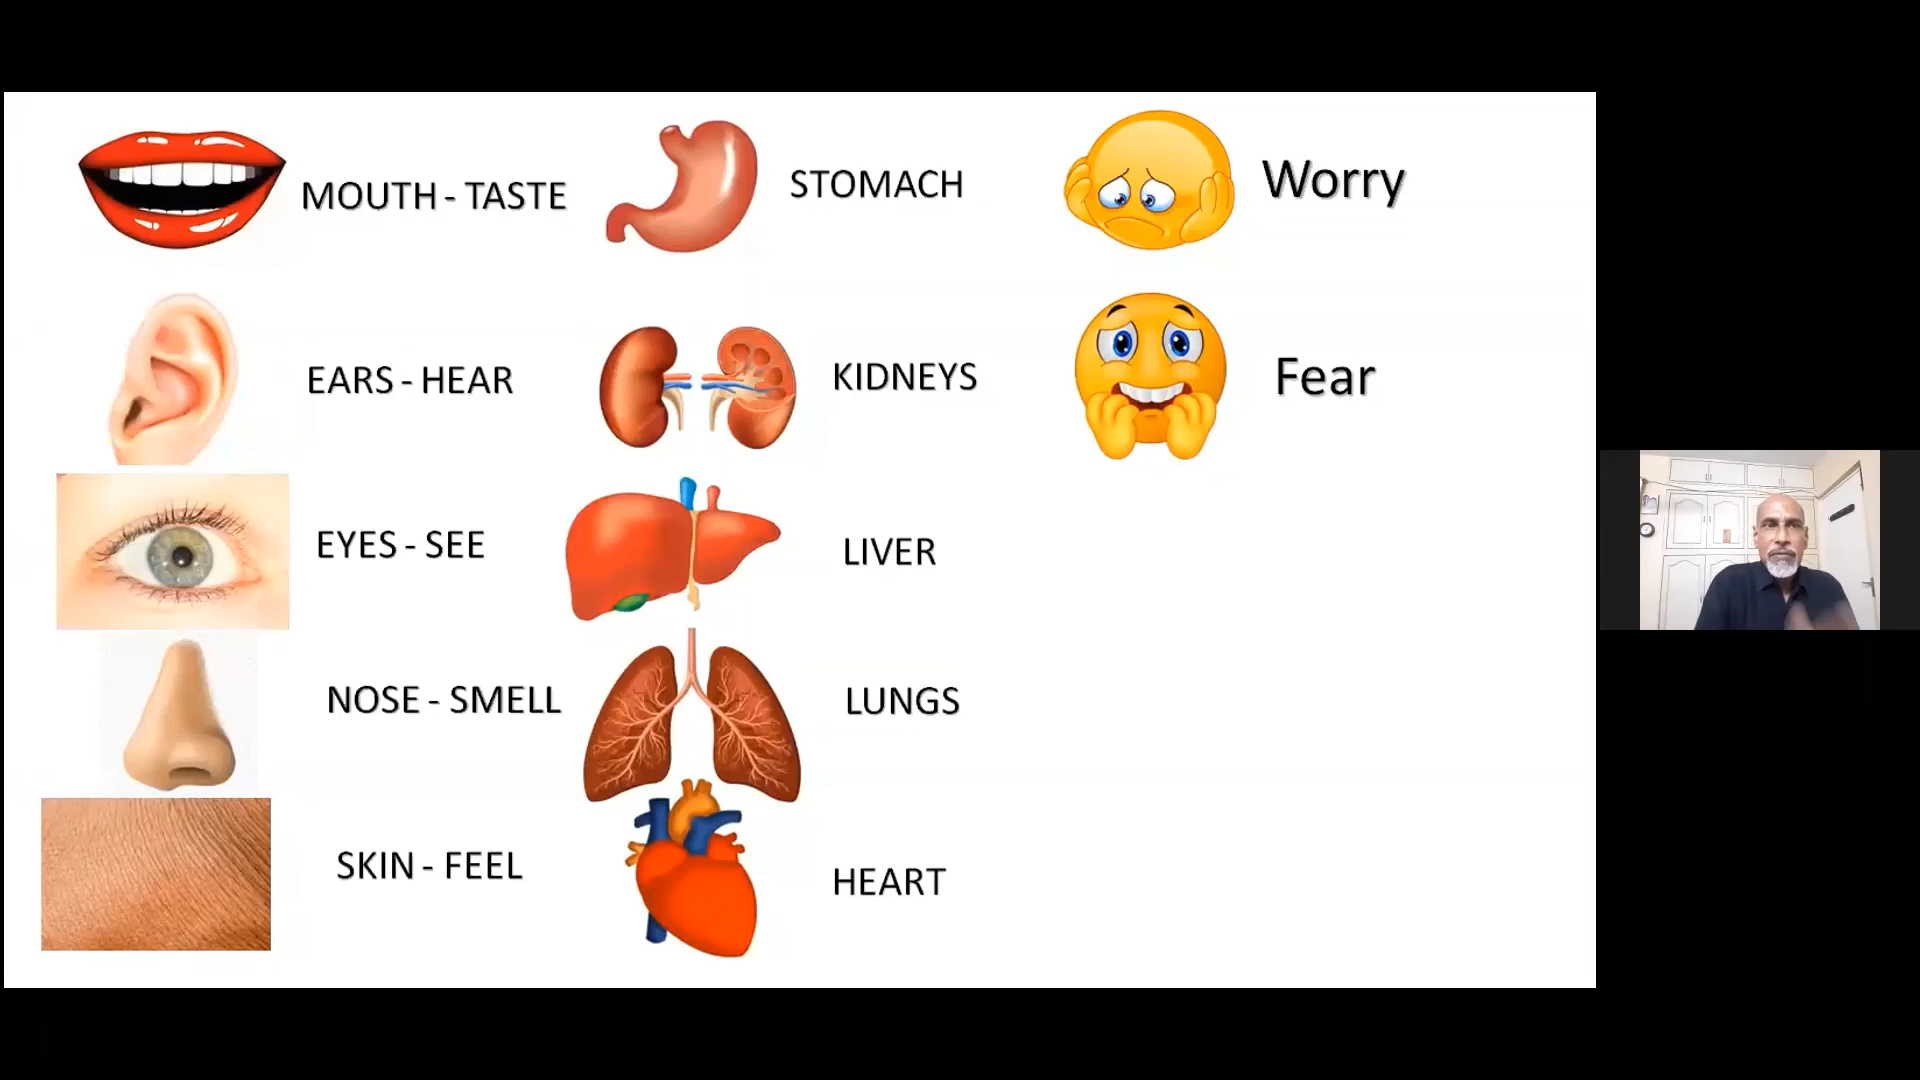 MOUTH - TASTE
STOMACH
Worry
EARS - HEAR
KIDNEYS
Fear
EYES - SEE
LIVER
NOSE - SMELL
LUNGS
SKIN - FEEL
HEART